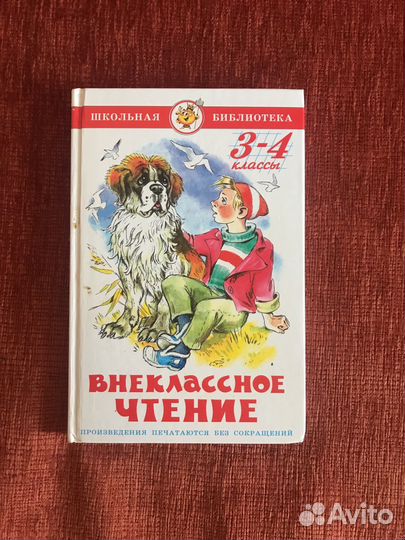 ШКОЛЬНАЯ БИБЛИОТЕКА
3-4
классы
ВНЕКЛАССНОЕ
ЧТЕНИЕ
ПРОИЗВЕДЕНИЯ ПЕЧАТАЮТСЯ БЕЗ СОКРАЩЕНИЙ
Avito